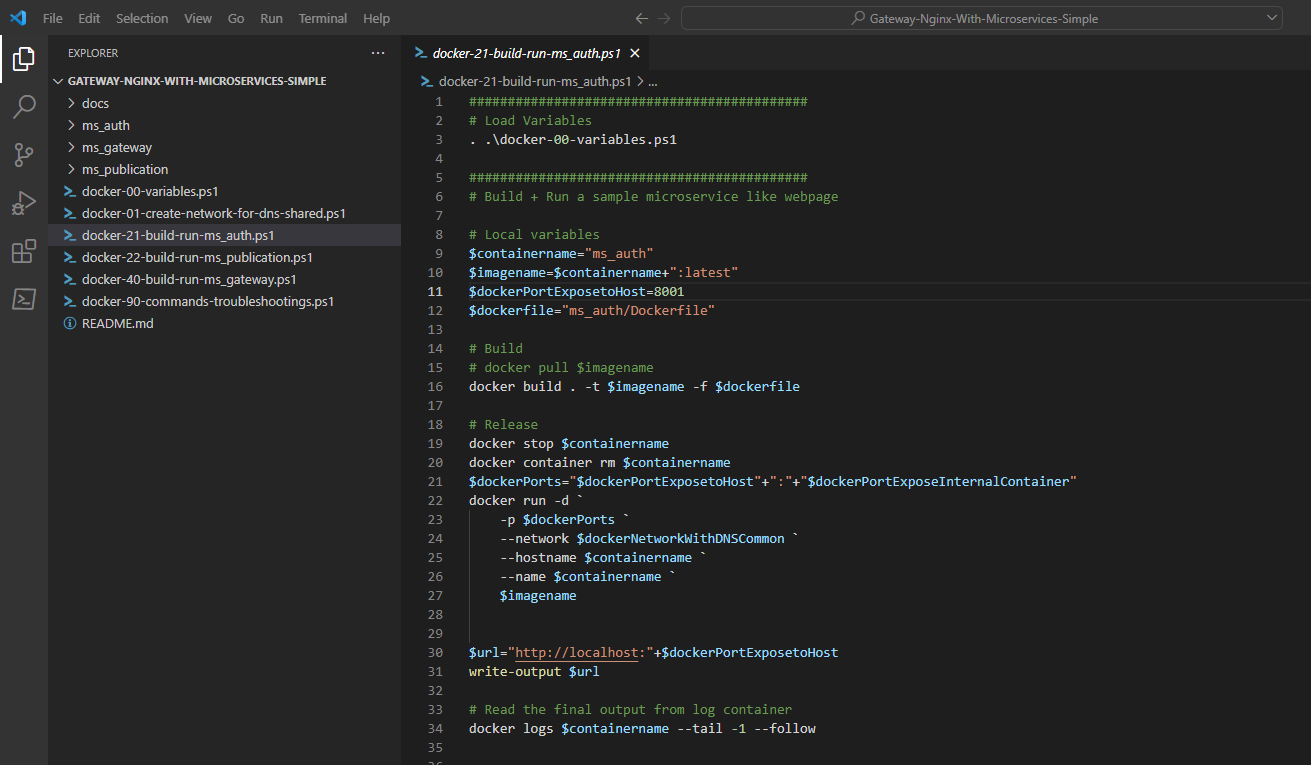 File Edit Selection View Go Run Terminal Help
Gateway-Nginx-With-Microservices-Simple
EXPLORER
GATEWAY-NGINX-WITH-MICROSERVICES-SIMPLE
docs
ms_auth
ms_gateway
ms_publication
docker-00-variables.ps1
docker-01-create-network-for-dns-shared.ps1
docker-21-build-run-ms_auth.ps1
docker-22-build-run-ms_publication.ps1
docker-40-build-run-ms_gateway.ps1
docker-90-commands-troubleshootings.ps1
README.md
docker-21-build-run-ms_auth.ps1
docker-21-build-run-ms_auth.ps1 > ...
1 ############################################
2 # Load Variables
3 . .\docker-00-variables.ps1
4
5 ############################################
6 # Build + Run a sample microservice like webpage
7
8 # Local variables
9 $containername="ms_auth"
10 $imagename=$containername+":latest"
11 $dockerPortExposetoHost=8001
12 $dockerfile="ms_auth/Dockerfile"
13
14 # Build
15 # docker pull $imagename
16 docker build . -t $imagename -f $dockerfile
17
18 # Release
19 docker stop $containername
20 docker container rm $containername
21 $dockerPorts="$dockerPortExposetoHost"+":"+"$dockerPortExposeInternalContainer"
22 docker run -d `
23 -p $dockerPorts `
24 --network $dockerNetworkWithDNSCommon `
25 --hostname $containername `
26 --name $containername `
27 $imagename
28
29
30 $url="http://localhost:"+$dockerPortExposetoHost
31 write-output $url
32
33 # Read the final output from log container
34 docker logs $containername --tail -1 --follow
35